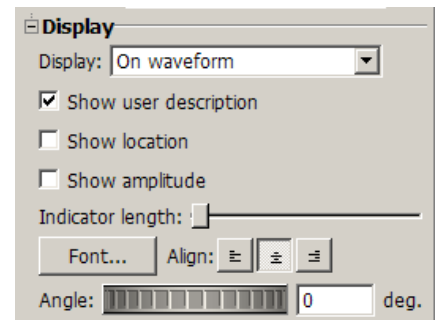 Display
Display: On waveform
Show user description
Show location
Show amplitude
Indicator length:
Font... Align:
Angle: 0 deg.